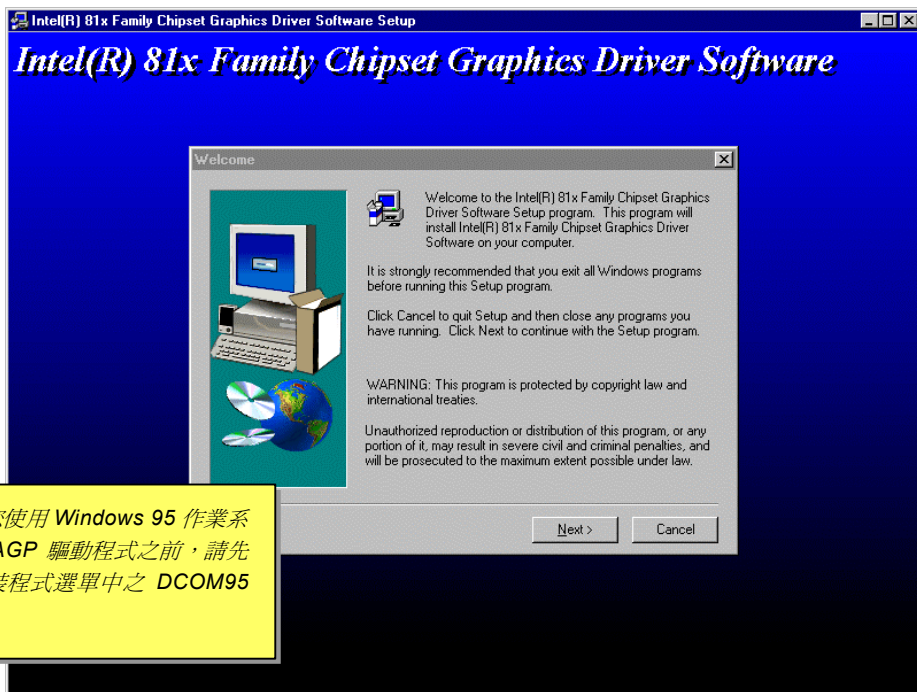 Intel(R) 81x Family Chipset Graphics Driver Software Setup
Intel(R) 81x Family Chipset Graphics Driver Software
Welcome
Welcome to the Intel(R) 81x Family Chipset Graphics
Driver Software Setup program. This program will
install Intel(R) 81x Family Chipset Graphics Driver
Software on your computer.
It is strongly recommended that you exit all Windows programs
before running this Setup program.
Click Cancel to quit Setup and then close any programs you
have running. Click Next to continue with the Setup program.
WARNING: This program is protected by copyright law and
international treaties.
Unauthorized reproduction or distribution of this program, or any
portion of it, may result in severe civil and criminal penalties, and
will be prosecuted to the maximum extent possible under law.
Next >
Cancel
使用 Windows 95 作業系
AGP 驅動程式之前，請先
程式選單中之 DCOM95